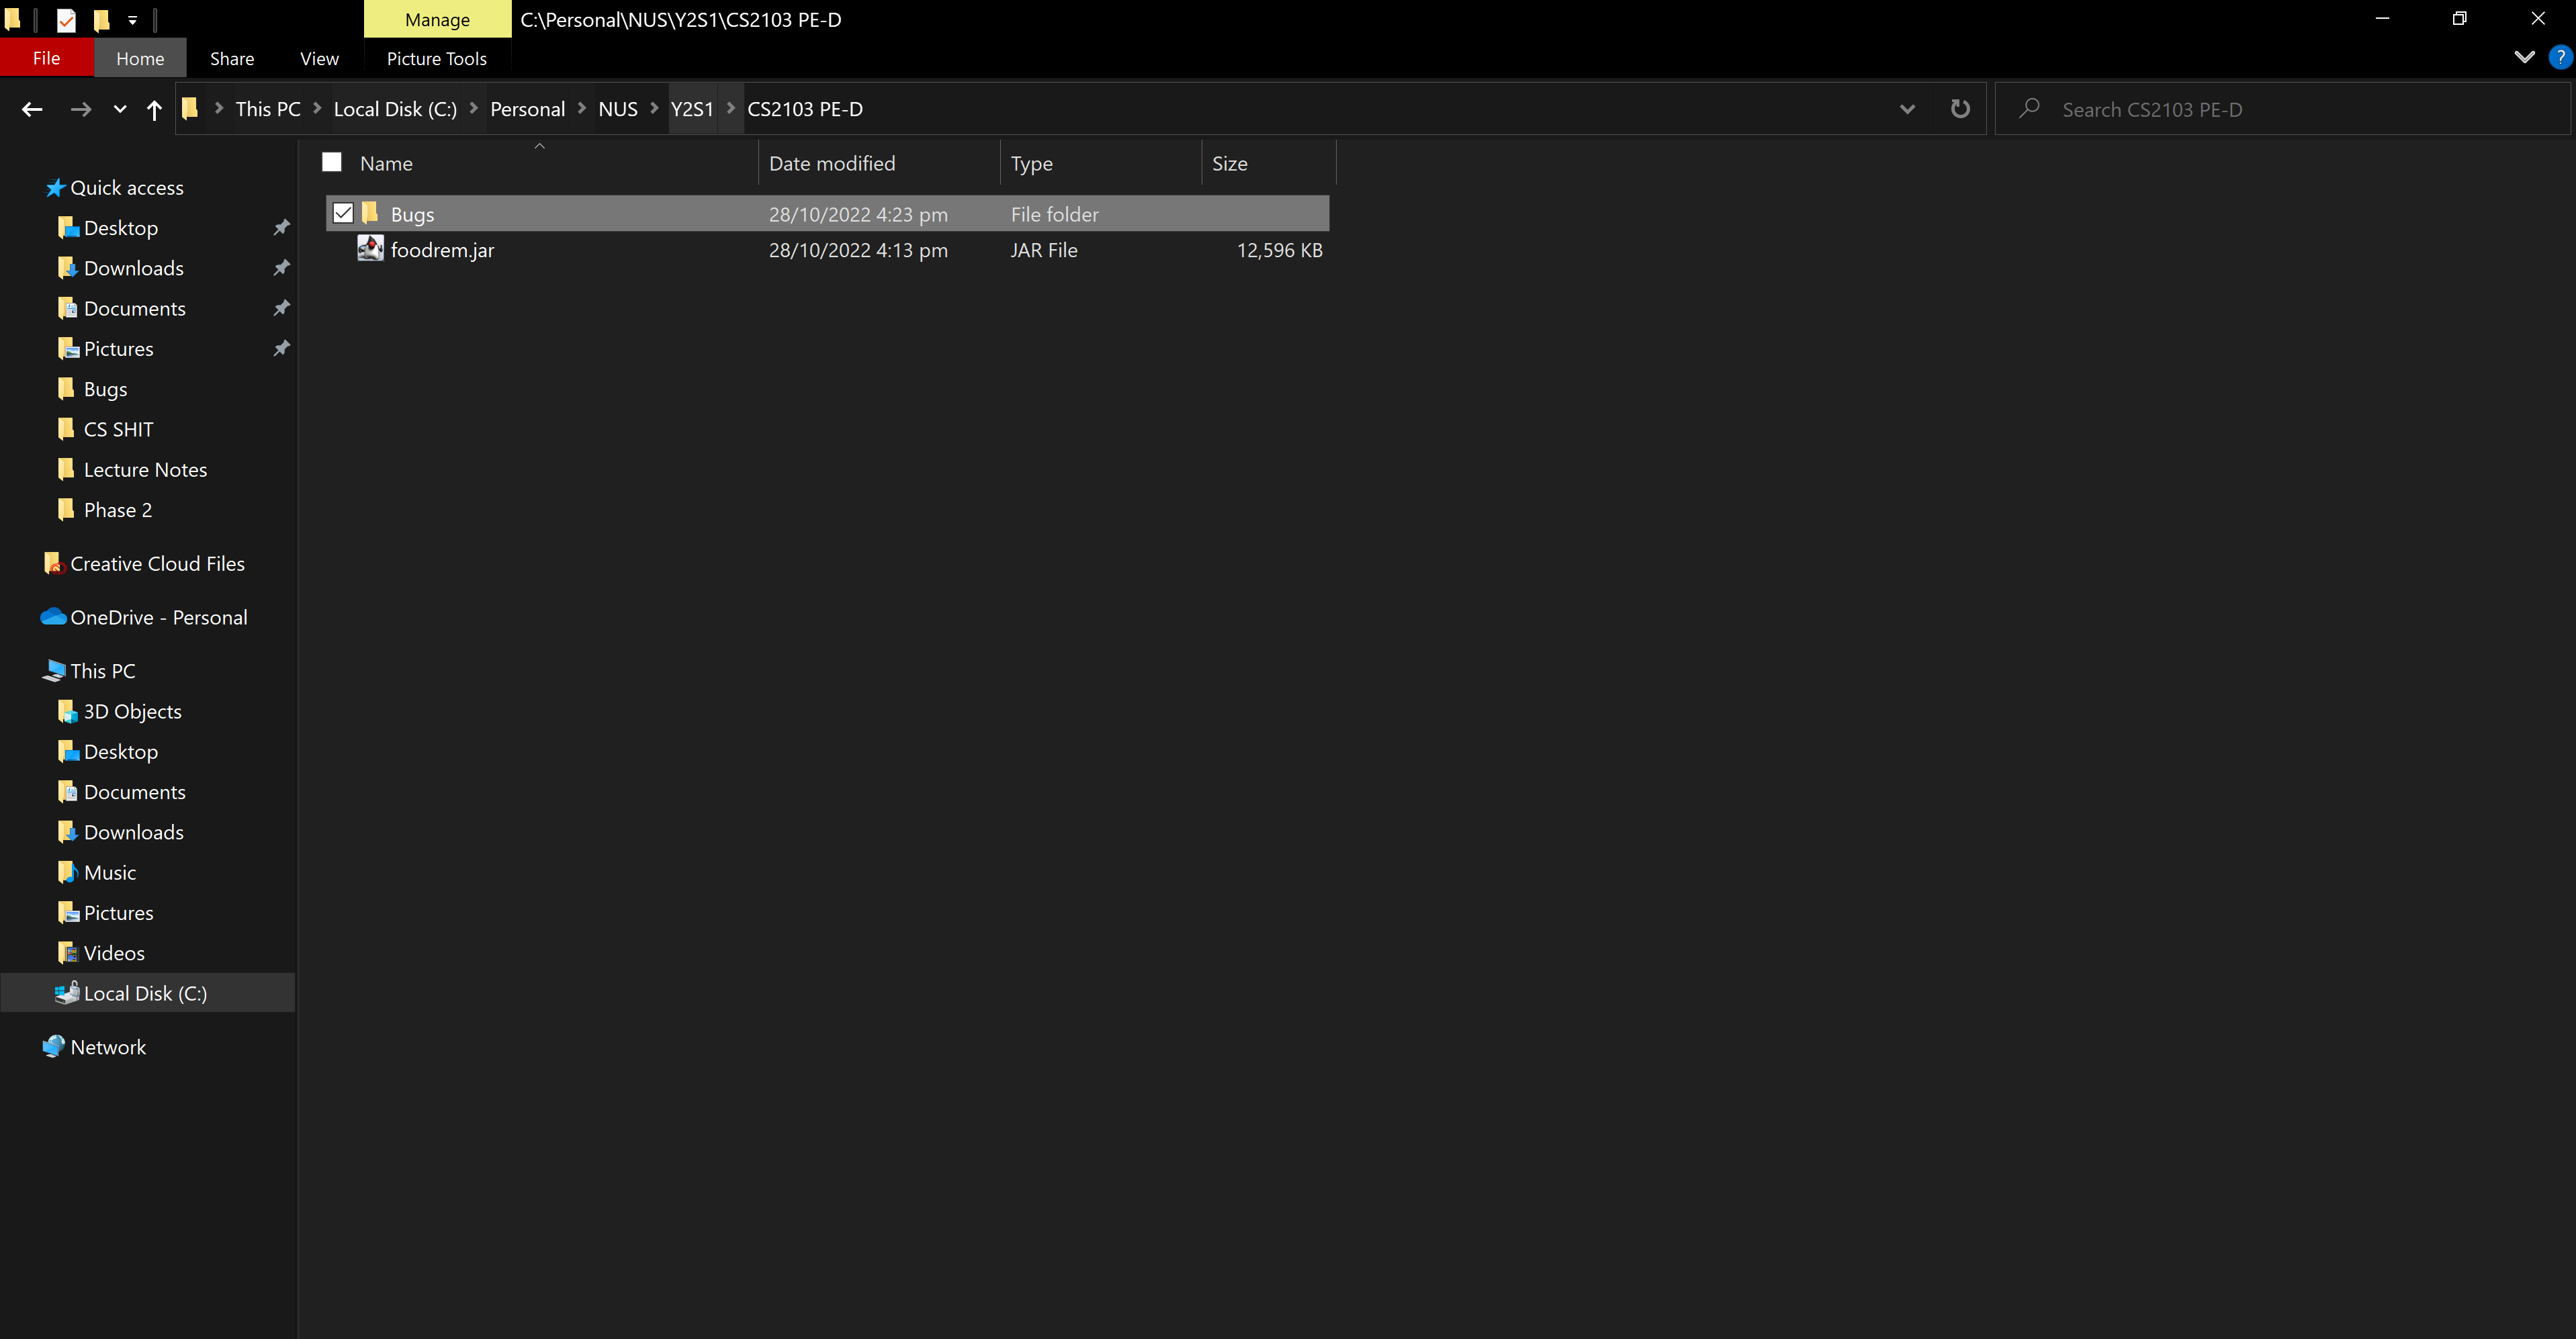 Manage C:\Personal\NUS\Y2S1\CS2103 PE-D
File Home Share View Picture Tools ?
This PC Local Disk (C:) Personal NUS Y2S1 CS2103 PE-D Search CS2103 PE-D
Name Date modified Type Size
Bugs 28/10/2022 4:23 pm File folder
foodrem.jar 28/10/2022 4:13 pm JAR File 12,596 KB
Quick access
Desktop
Downloads
Documents
Pictures
Bugs
CS SHIT
Lecture Notes
Phase 2
Creative Cloud Files
OneDrive - Personal
This PC
3D Objects
Desktop
Documents
Downloads
Music
Pictures
Videos
Local Disk (C:)
Network